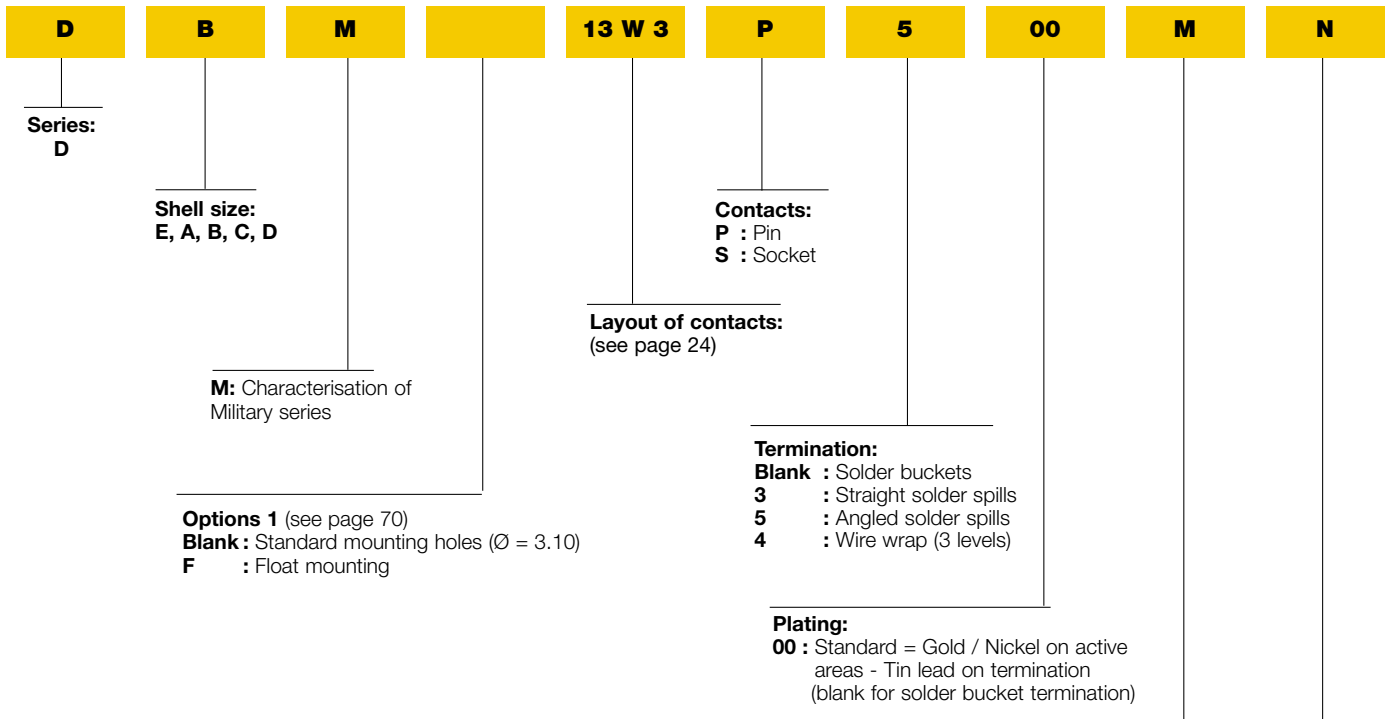 D B M 13 W 3 P 5 00 M N
Series:
D
Shell size:
E, A, B, C, D
Contacts:
P : Pin
S : Socket
Layout of contacts:
(see page 24)
M: Characterisation of
Military series
Termination:
Blank : Solder buckets
3 : Straight solder spills
5 : Angled solder spills
4 : Wire wrap (3 levels)
Options 1 (see page 70)
Blank : Standard mounting holes (Ø = 3.10)
F : Float mounting
Plating:
00 : Standard = Gold / Nickel on active
areas - Tin lead on termination
(blank for solder bucket termination)